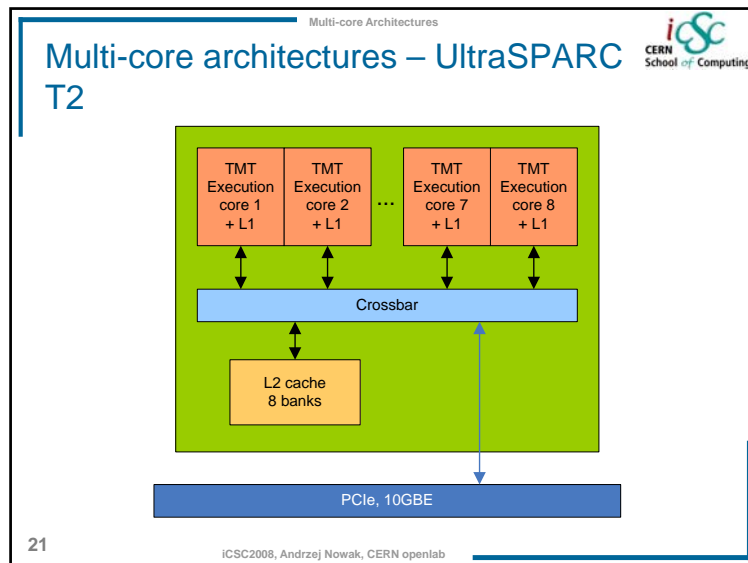 Multi-core Architectures
Multi-core architectures – UltraSPARC
T2
iCSC
CERN
School of Computing
TMT
Execution
core 1
+ L1
TMT
Execution
core 2
+ L1
...
TMT
Execution
core 7
+ L1
TMT
Execution
core 8
+ L1
Crossbar
L2 cache
8 banks
PCIe, 10GBE
21
iCSC2008, Andrzej Nowak, CERN openlab